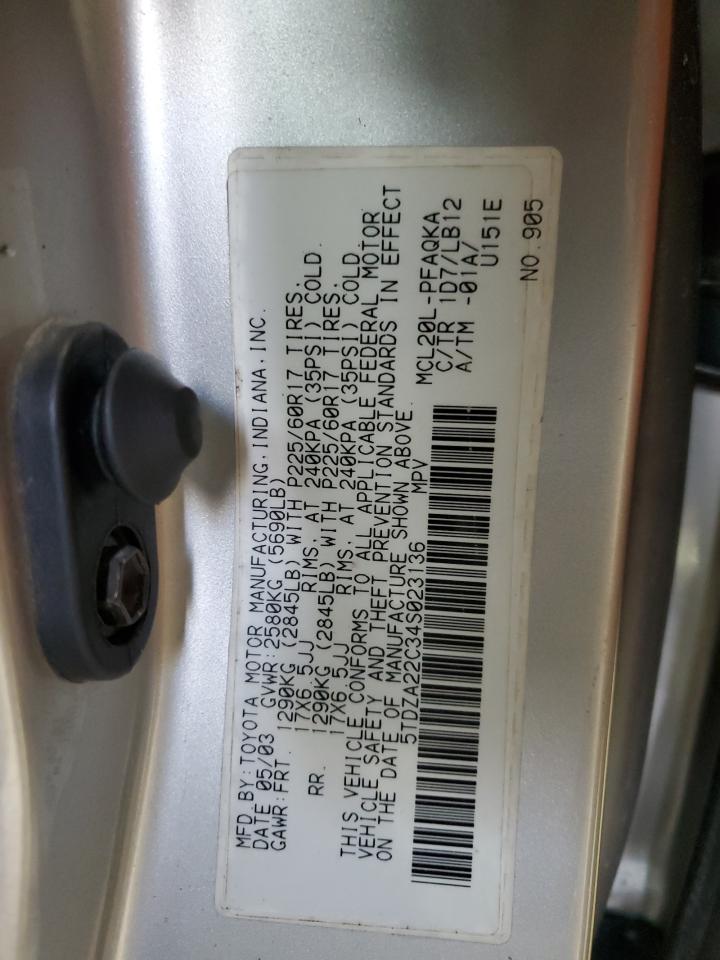 MFD.BY:TOYOTA MOTOR MANUFACTURING,INDIANA,INC.
DATE 05/03 GVWR:2580KG (5690LB)
GAWR:FRT. 1290KG (2845LB) WITH P225/60R17 TIRES,
17X6.5JJ RIMS, AT 240KPA (35PSI) COLD.
RR. 1290KG (2845LB) WITH P225/60R17 TIRES,
17X6.5JJ RIMS, AT 240KPA (35PSI) COLD.
THIS VEHICLE CONFORMS TO ALL APPLICABLE FEDERAL MOTOR
VEHICLE SAFETY AND THEFT PREVENTION STANDARDS IN EFFECT
ON THE DATE OF MANUFACTURE SHOWN ABOVE.
5TDZA22C34S023136 MPV
MCL20L-PFAQKA
C/TR 1D7/LB12
A/TM -01A/
U151E
NO.905